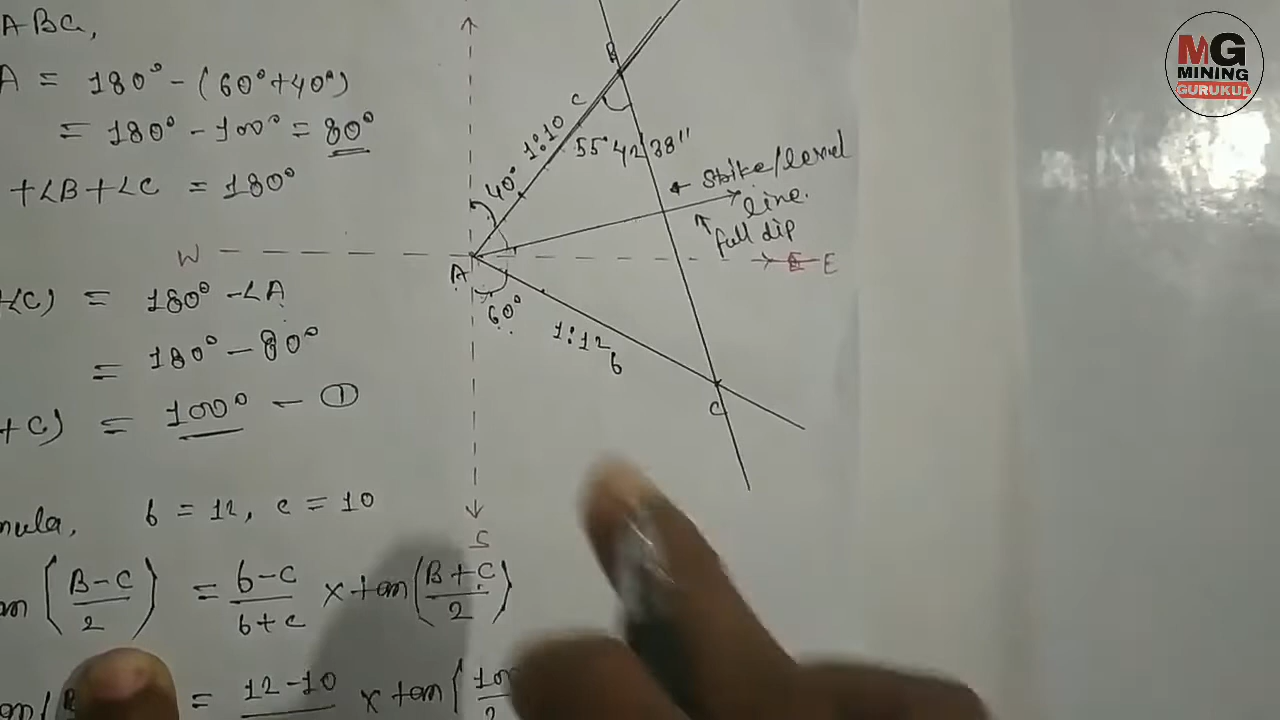 ABC,
A = 180° - (60° + 40°)
= 180° - 100° = 80°
+∠B + ∠C = 180°
∠C) = 180° - ∠A
= 180° - 80°
+ C) = 100° - ①
mula, b = 12, c = 10
an (B-C/2) = b-c/b+c × tan (B+C/2)
= 12-10 × tan
B
c
1:10
40°
55°42'38"
Strike/level
line.
full dip
W
E E
A
60°
1:12
b
C
S
MG
MINING
GURUKUL